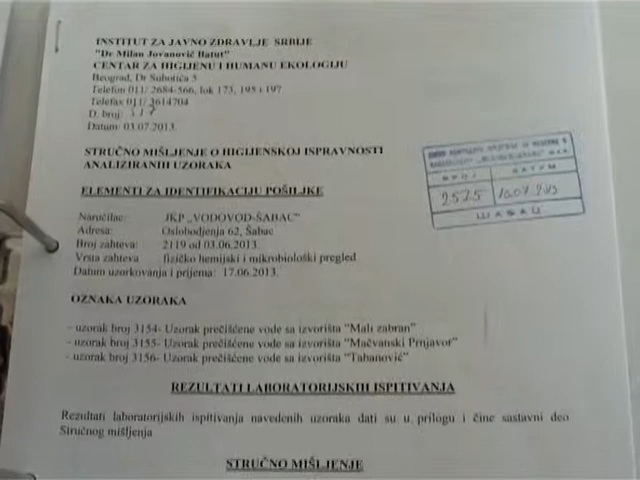 INSTITUT ZA JAVNO ZDRAVLJE SRBIJE
"Dr Milan Jovanović Batut"
CENTAR ZA HIGIJENU I HUMANU EKOLOGIJU
Beograd, Dr Subotića 5
Telefon 011/ 2684-566, lok 173, 195 i 197
Telefax 011/ 3614704
D. broj:
Datum: 03.07.2013.
STRUČNO MIŠLJENJE O HIGIJENSKOJ ISPRAVNOSTI
ANALIZIRANIH UZORAKA
ELEMENTI ZA IDENTIFIKACIJU POŠILJKE
Naručilac: JKP „VODOVOD-ŠABAC"
Adresa: Oslobodjenja 62, Šabac
Broj zahteva: 2119 od 03.06.2013.
Vrsta zahteva fizičko hemijski i mikrobiološki pregled
Datum uzorkovanja i prijema: 17.06.2013.
OZNAKA UZORAKA
- uzorak broj 3154- Uzorak prečišćene vode sa izvorišta "Mali zabran"
- uzorak broj 3155- Uzorak prečišćene vode sa izvorišta "Mačvanski Prnjavor"
- uzorak broj 3156- Uzorak prečišćene vode sa izvorišta "Tabanović"
REZULTATI LABORATORIJSKIH ISPITIVANJA
Rezultati laboratorijskih ispitivanja navedenih uzoraka dati su u prilogu i čine sastavni deo
Stručnog mišljenja
STRUČNO MIŠLJENJE
БРОЈ ДАТУМ
2575
ШАБАЦ